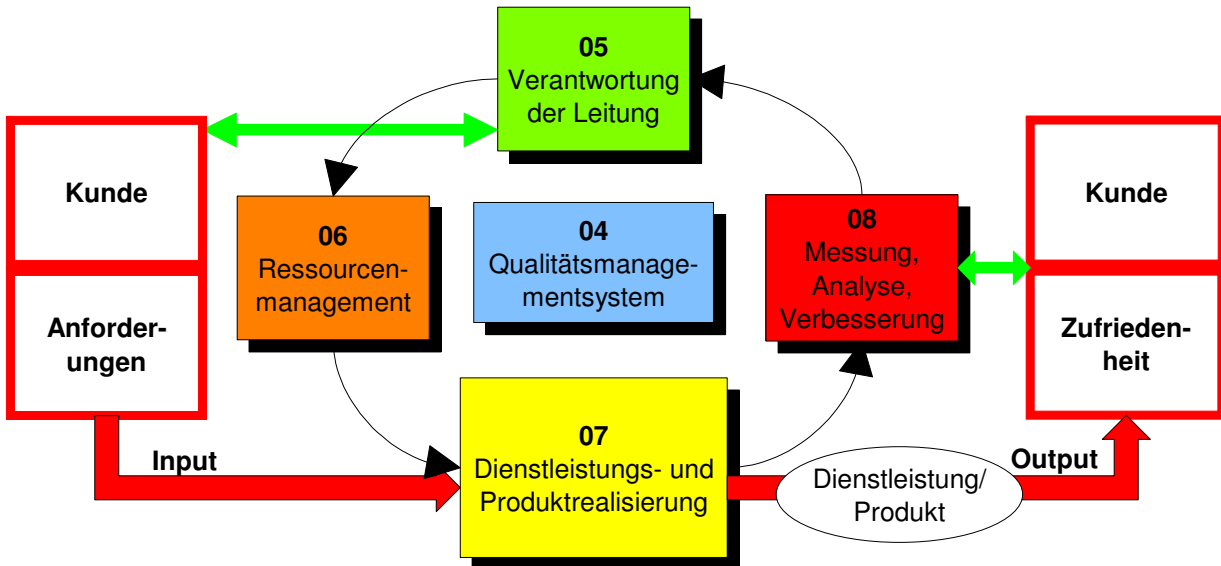 05
Verantwortung
der Leitung
Kunde
Anforder-
ungen
06
Ressourcen-
management
04
Qualitätsmanage-
mentsystem
08
Messung,
Analyse,
Verbesserung
Kunde
Zufrieden-
heit
Input
07
Dienstleistungs- und
Produktrealisierung
Dienstleistung/
Produkt
Output